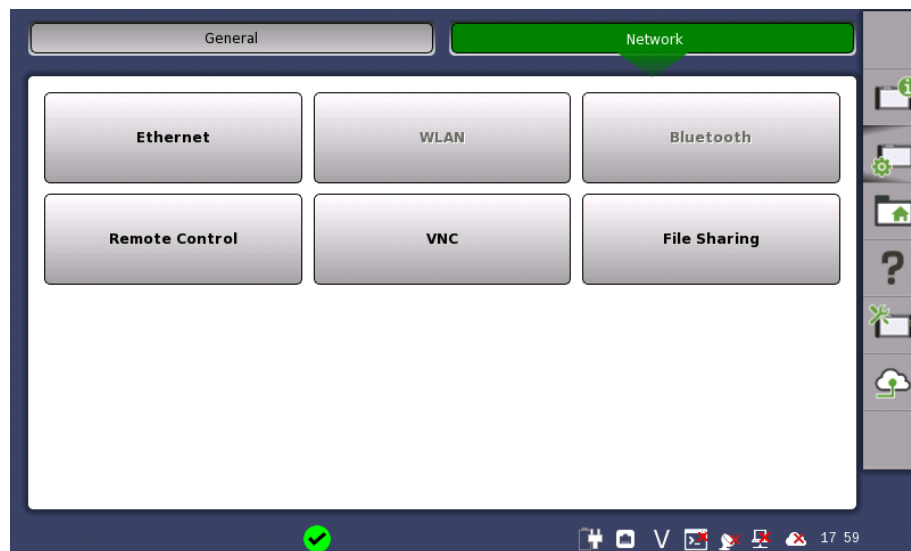 General Network
Ethernet WLAN Bluetooth
Remote Control VNC File Sharing
?
V 17 59